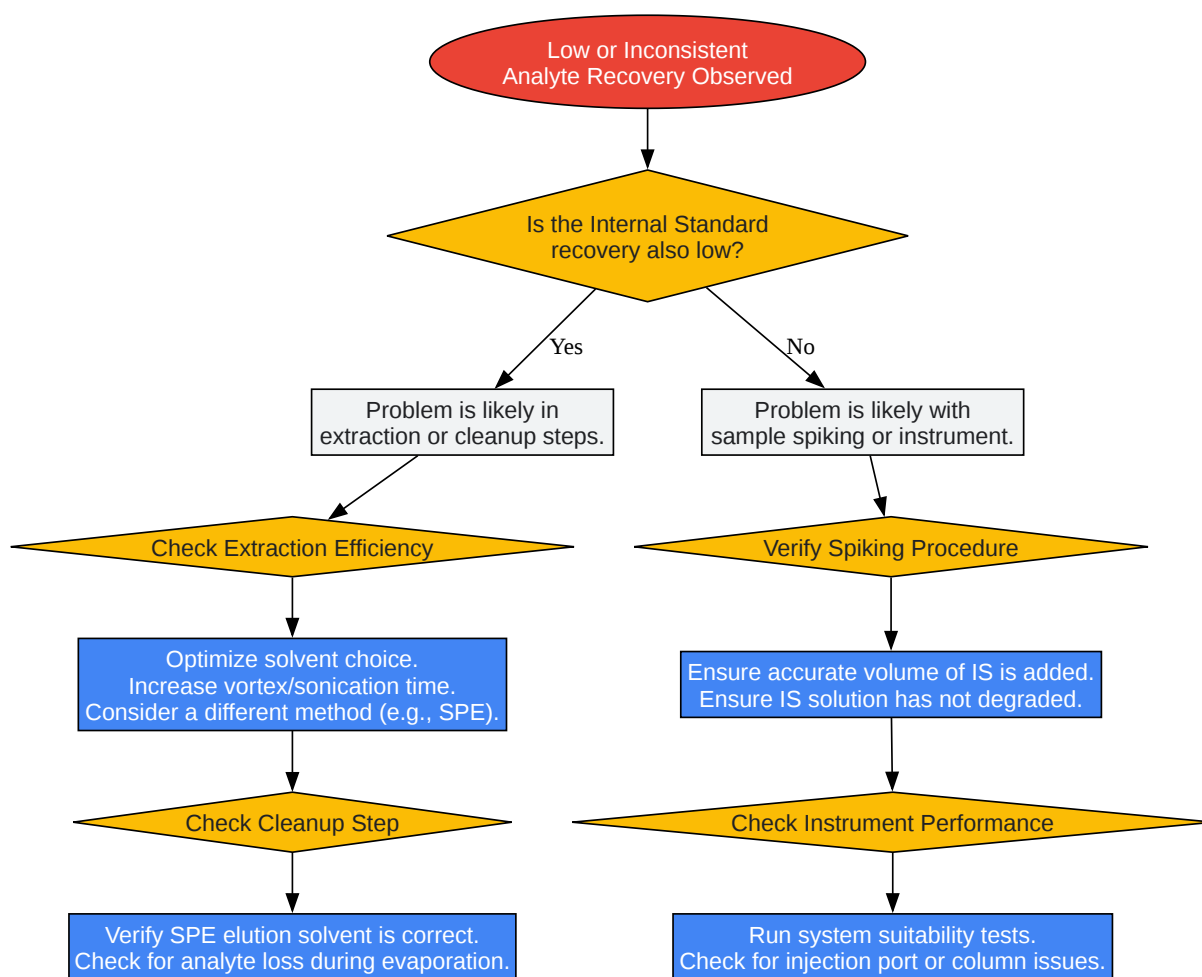 Low or Inconsistent
Analyte Recovery Observed
Is the Internal Standard
recovery also low?
Yes
No
Problem is likely in
extraction or cleanup steps.
Problem is likely with
sample spiking or instrument.
Check Extraction Efficiency
Verify Spiking Procedure
Optimize solvent choice.
Increase vortex/sonication time.
Consider a different method (e.g., SPE).
Ensure accurate volume of IS is added.
Ensure IS solution has not degraded.
Check Cleanup Step
Check Instrument Performance
Verify SPE elution solvent is correct.
Check for analyte loss during evaporation.
Run system suitability tests.
Check for injection port or column issues.